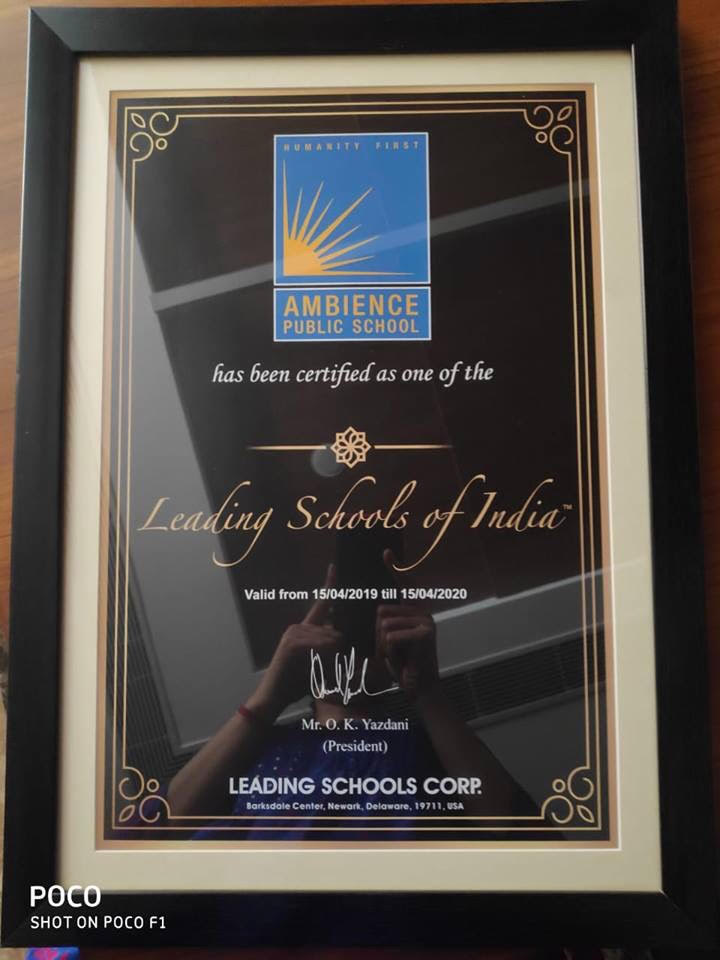 HUMANITY FIRST
AMBIENCE
PUBLIC SCHOOL
has been certified as one of the
Leading Schools of India™
Valid from 15/04/2019 till 15/04/2020
Mr. O. K. Yazdani
(President)
LEADING SCHOOLS CORP.
Barksdale Center, Newark, Delaware, 19711, USA
POCO
SHOT ON POCO F1